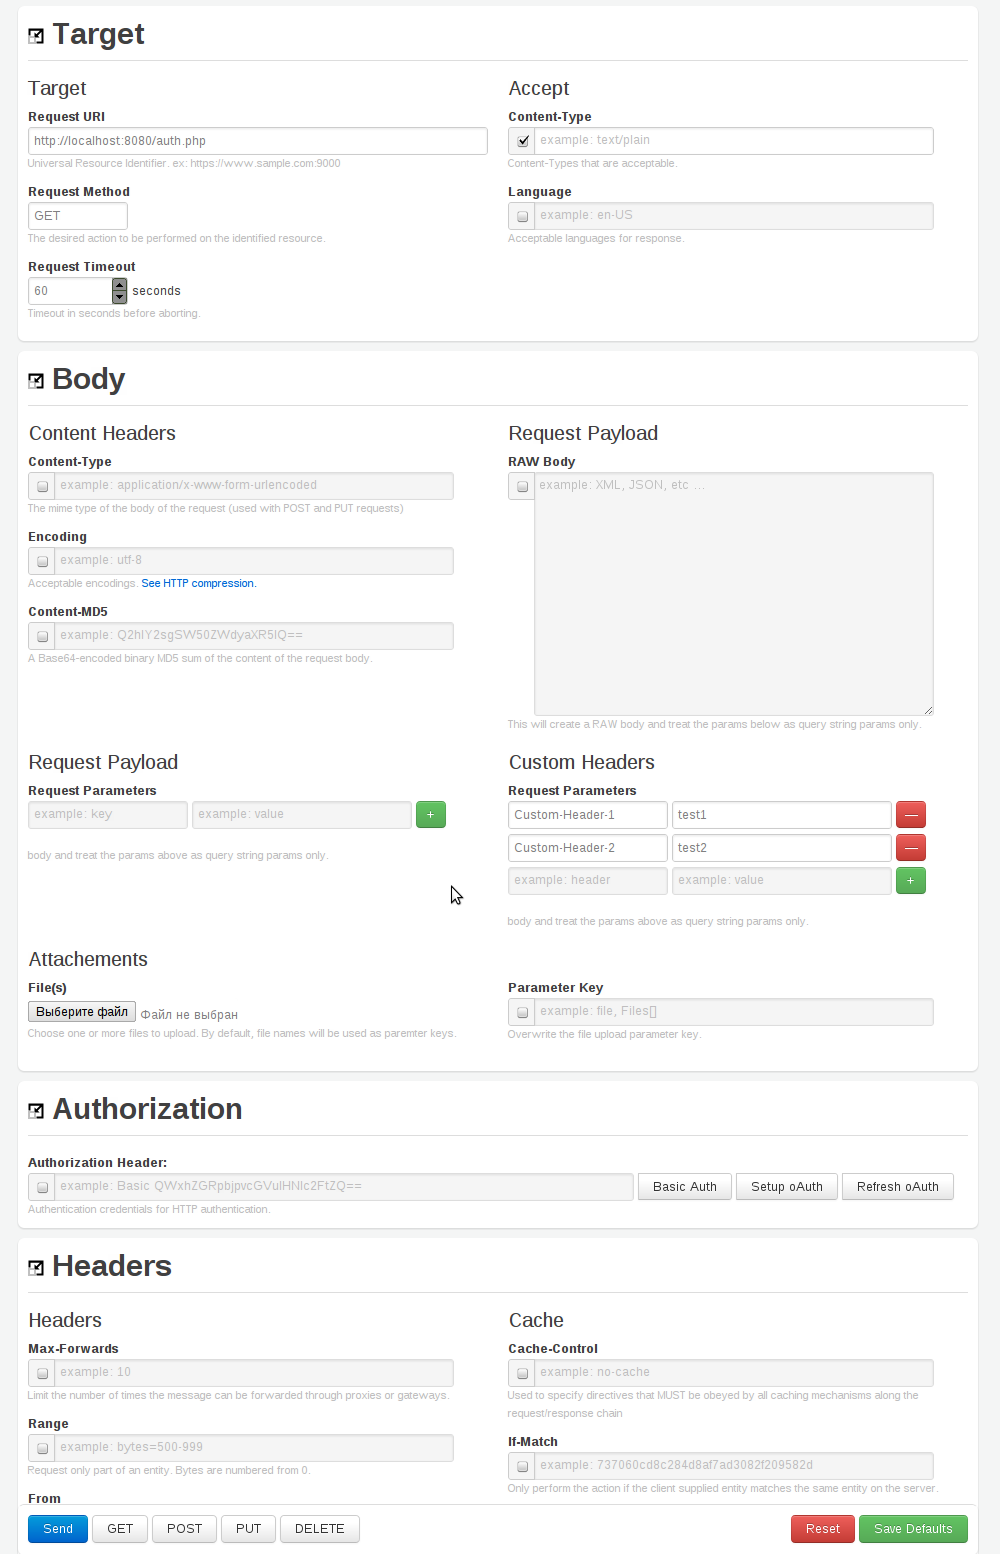 Target
Target
Request URI
http://localhost:8080/auth.php
Universal Resource Identifier. ex: https://www.sample.com:9000
Request Method
GET
The desired action to be performed on the identified resource.
Request Timeout
60 seconds
Timeout in seconds before aborting.
Accept
Content-Type
example: text/plain
Content-Types that are acceptable.
Language
example: en-US
Acceptable languages for response.
Body
Content Headers
Content-Type
example: application/x-www-form-urlencoded
The mime type of the body of the request (used with POST and PUT requests)
Encoding
example: utf-8
Acceptable encodings. See HTTP compression.
Content-MD5
example: Q2hlY2sgSW50ZWdyaXR5IQ==
A Base64-encoded binary MD5 sum of the content of the request body.
Request Payload
RAW Body
example: XML, JSON, etc ...
This will create a RAW body and treat the params below as query string params only.
Request Payload
Request Parameters
example: key example: value +
body and treat the params above as query string params only.
Custom Headers
Request Parameters
Custom-Header-1 test1 —
Custom-Header-2 test2 —
example: header example: value +
body and treat the params above as query string params only.
Attachements
File(s)
Выберите файл Файл не выбран
Choose one or more files to upload. By default, file names will be used as paremter keys.
Parameter Key
example: file, Files[]
Overwrite the file upload parameter key.
Authorization
Authorization Header:
example: Basic QWxhZGRpbjpvcGVuIHNlc2FtZQ== Basic Auth Setup oAuth Refresh oAuth
Authentication credentials for HTTP authentication.
Headers
Headers
Max-Forwards
example: 10
Limit the number of times the message can be forwarded through proxies or gateways.
Range
example: bytes=500-999
Request only part of an entity. Bytes are numbered from 0.
From
Cache
Cache-Control
example: no-cache
Used to specify directives that MUST be obeyed by all caching mechanisms along the
request/response chain
If-Match
example: 737060cd8c284d8af7ad3082f209582d
Only perform the action if the client supplied entity matches the same entity on the server.
Send GET POST PUT DELETE Reset Save Defaults